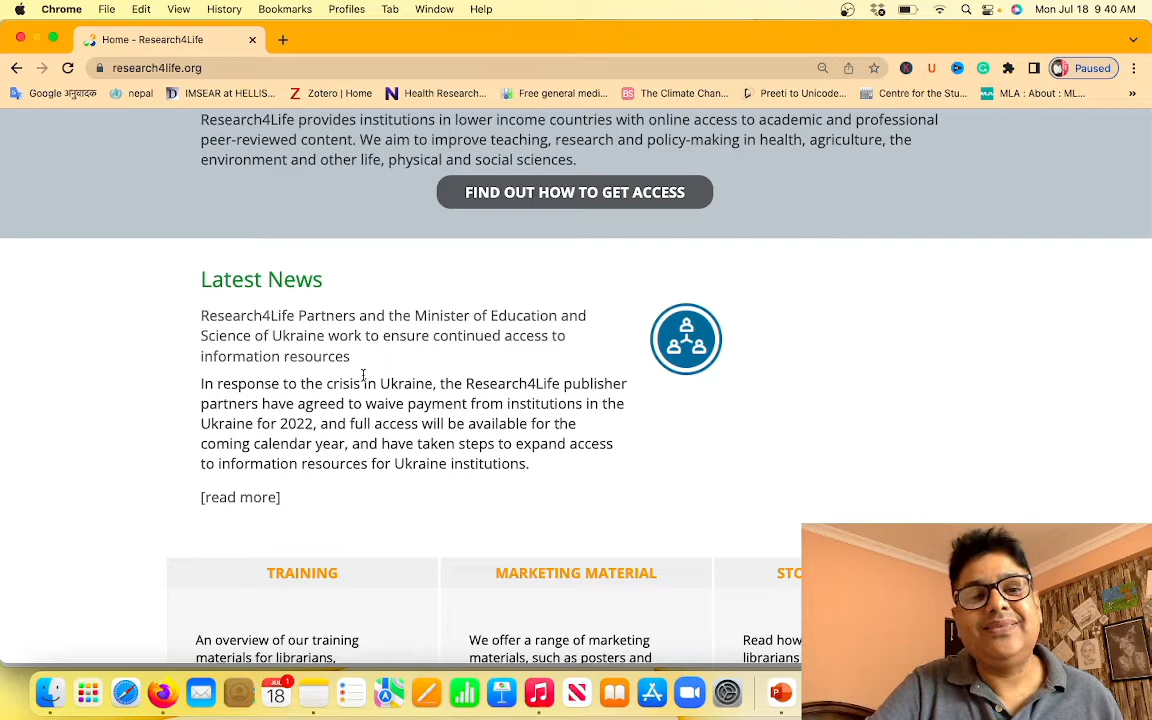 Chrome File Edit View History Bookmarks Profiles Tab Window Help Mon Jul 18 9:40 AM
Home - Research4Life
research4life.org Paused
Google अनुवादक nepal IMSEAR at HELLIS... Zotero | Home Health Research... Free general medi... The Climate Chan... Preeti to Unicode... Centre for the Stu... MLA : About : ML...
Research4Life provides institutions in lower income countries with online access to academic and professional
peer-reviewed content. We aim to improve teaching, research and policy-making in health, agriculture, the
environment and other life, physical and social sciences.
FIND OUT HOW TO GET ACCESS
Latest News
Research4Life Partners and the Minister of Education and
Science of Ukraine work to ensure continued access to
information resources
In response to the crisis in Ukraine, the Research4Life publisher
partners have agreed to waive payment from institutions in the
Ukraine for 2022, and full access will be available for the
coming calendar year, and have taken steps to expand access
to information resources for Ukraine institutions.
[read more]
TRAINING MARKETING MATERIAL STO
An overview of our training We offer a range of marketing Read how
materials for librarians, materials, such as posters and librarians
JUL 18 1